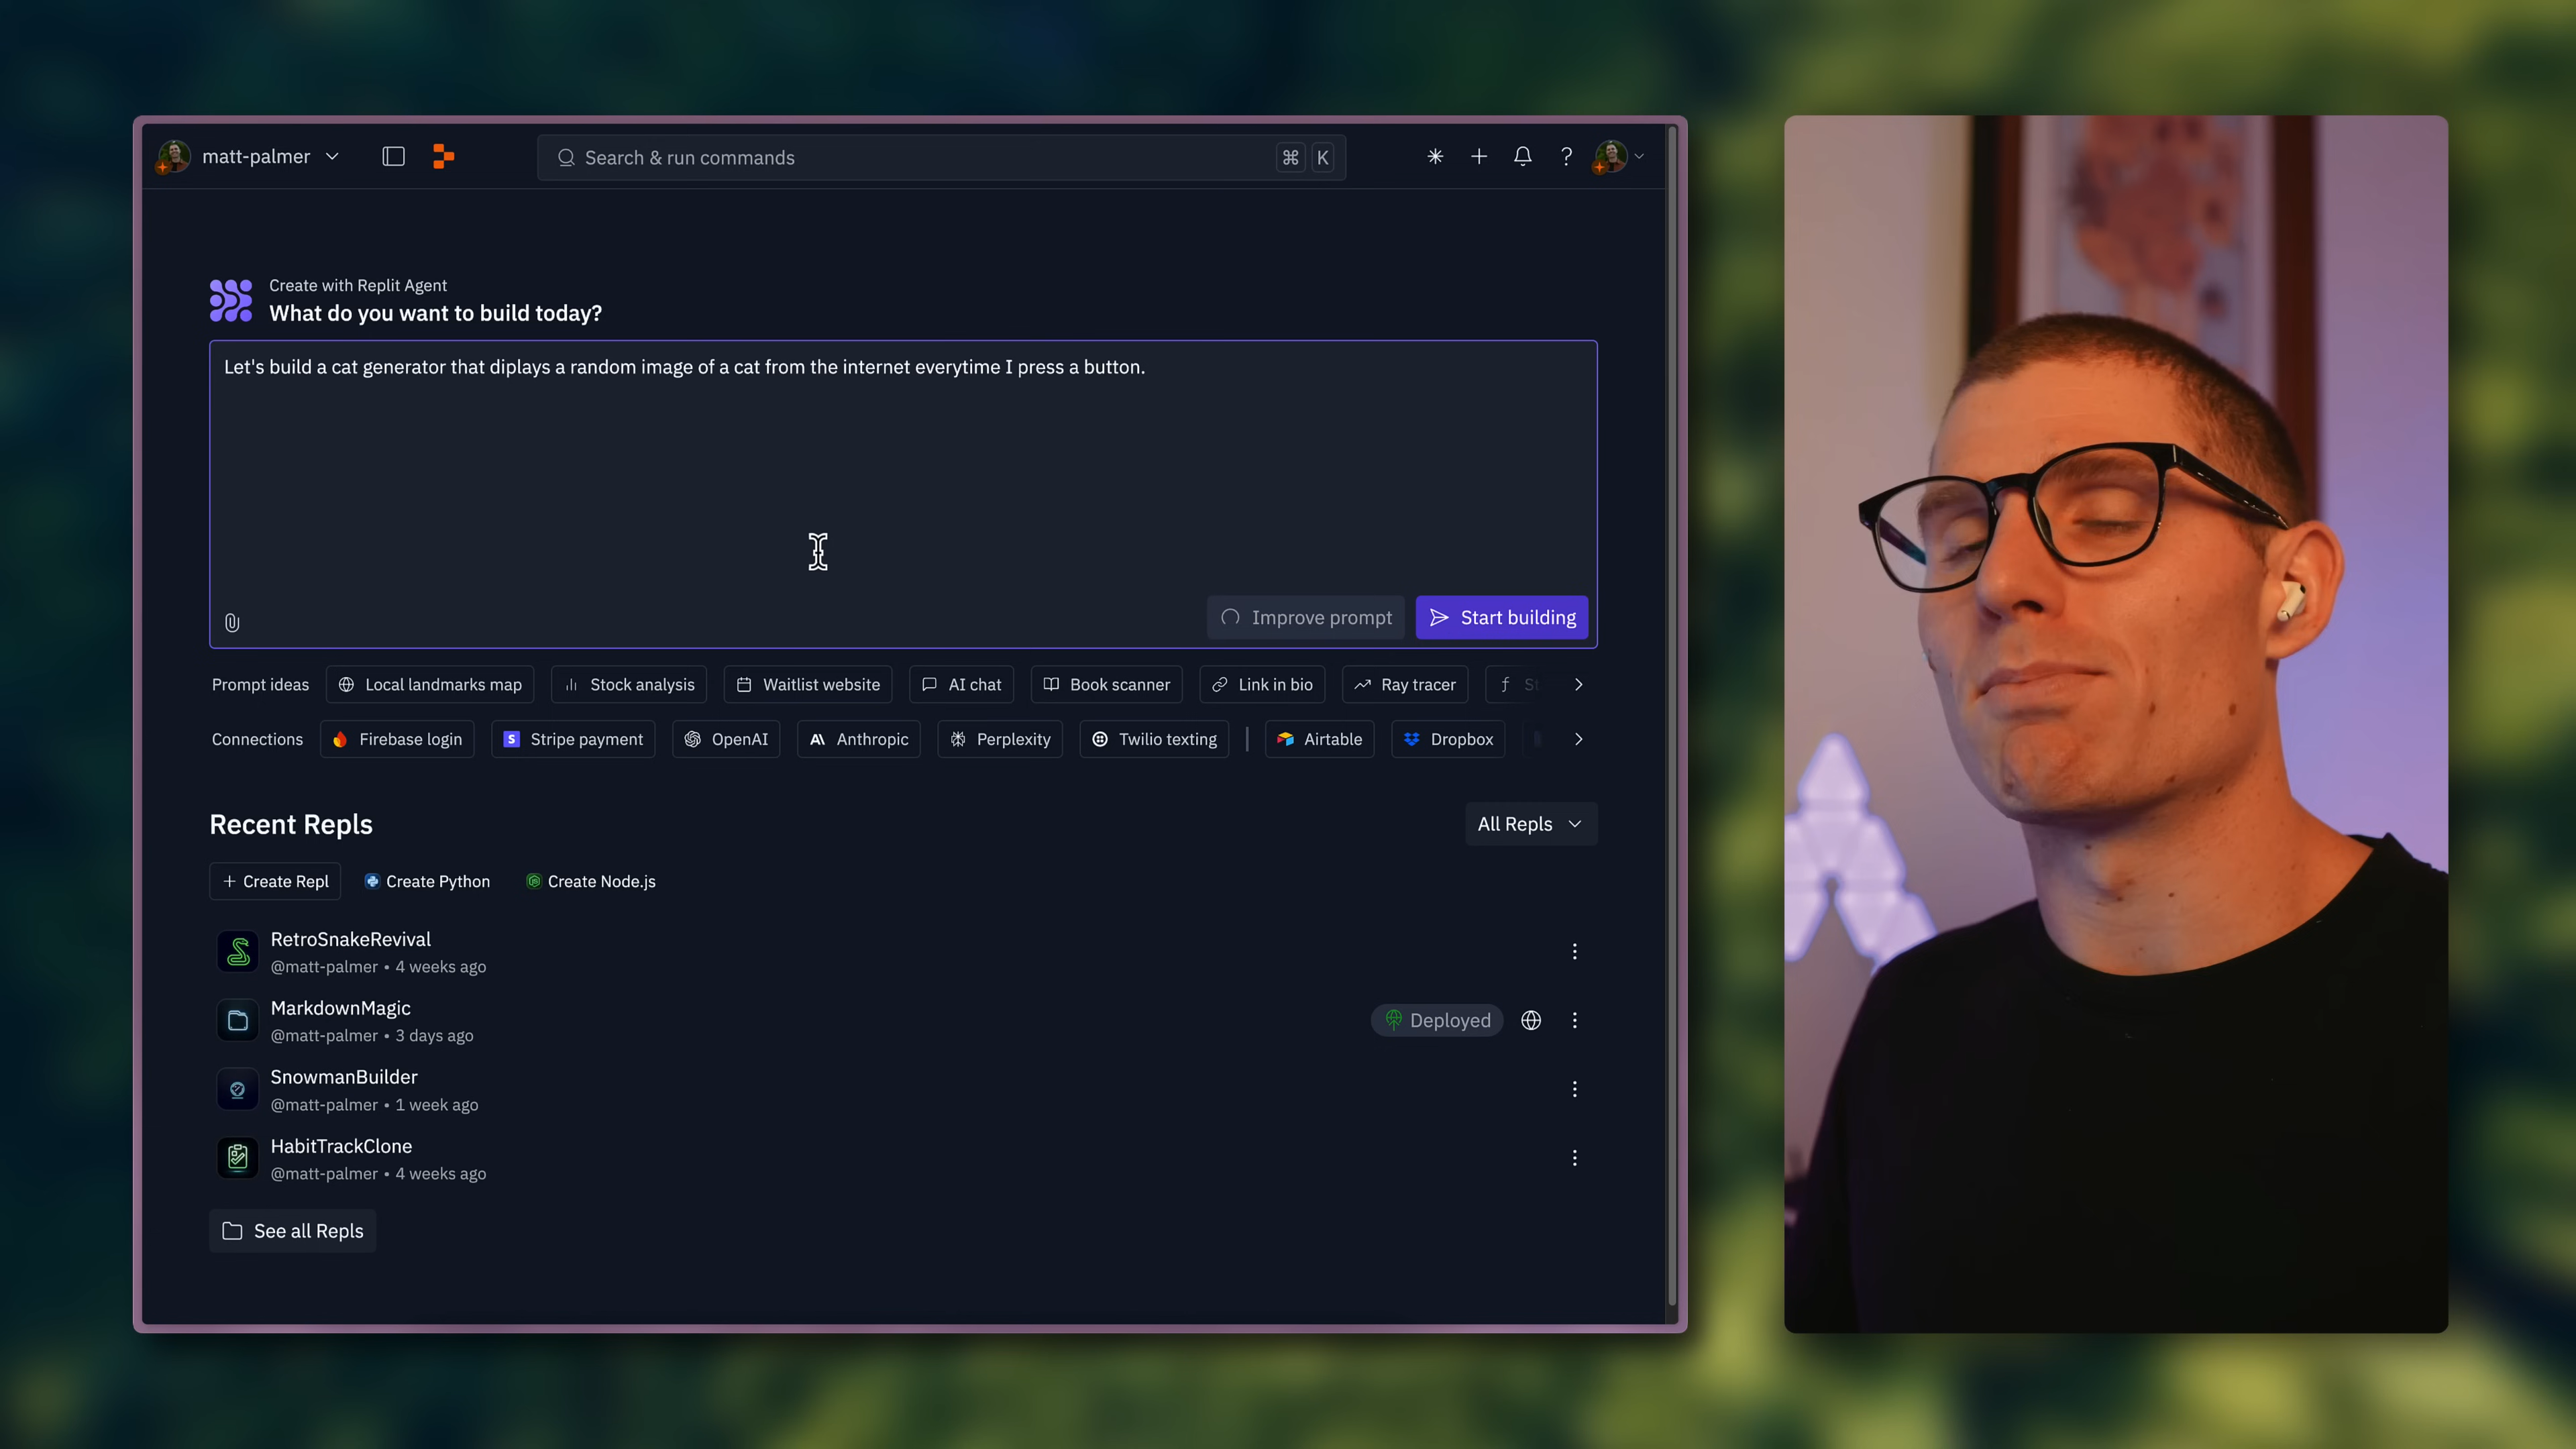 matt-palmer
Search & run commands
⌘ K
?
Create with Replit Agent
What do you want to build today?
Let's build a cat generator that diplays a random image of a cat from the internet everytime I press a button.
Improve prompt
Start building
Prompt ideas
Local landmarks map
Stock analysis
Waitlist website
AI chat
Book scanner
Link in bio
Ray tracer
Connections
Firebase login
Stripe payment
OpenAI
Anthropic
Perplexity
Twilio texting
Airtable
Dropbox
Recent Repls
All Repls
Create Repl
Create Python
Create Node.js
RetroSnakeRevival
@matt-palmer • 4 weeks ago
MarkdownMagic
@matt-palmer • 3 days ago
Deployed
SnowmanBuilder
@matt-palmer • 1 week ago
HabitTrackClone
@matt-palmer • 4 weeks ago
See all Repls